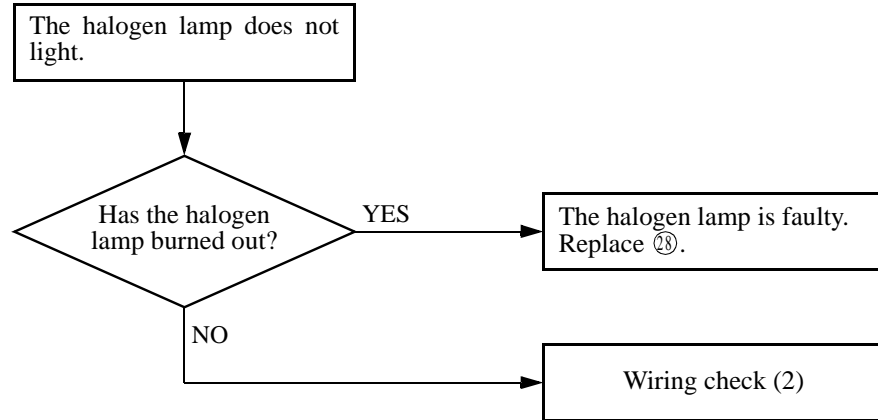 The halogen lamp does not
light.
Has the halogen
lamp burned out?
YES
The halogen lamp is faulty.
Replace ㉘.
NO
Wiring check (2)